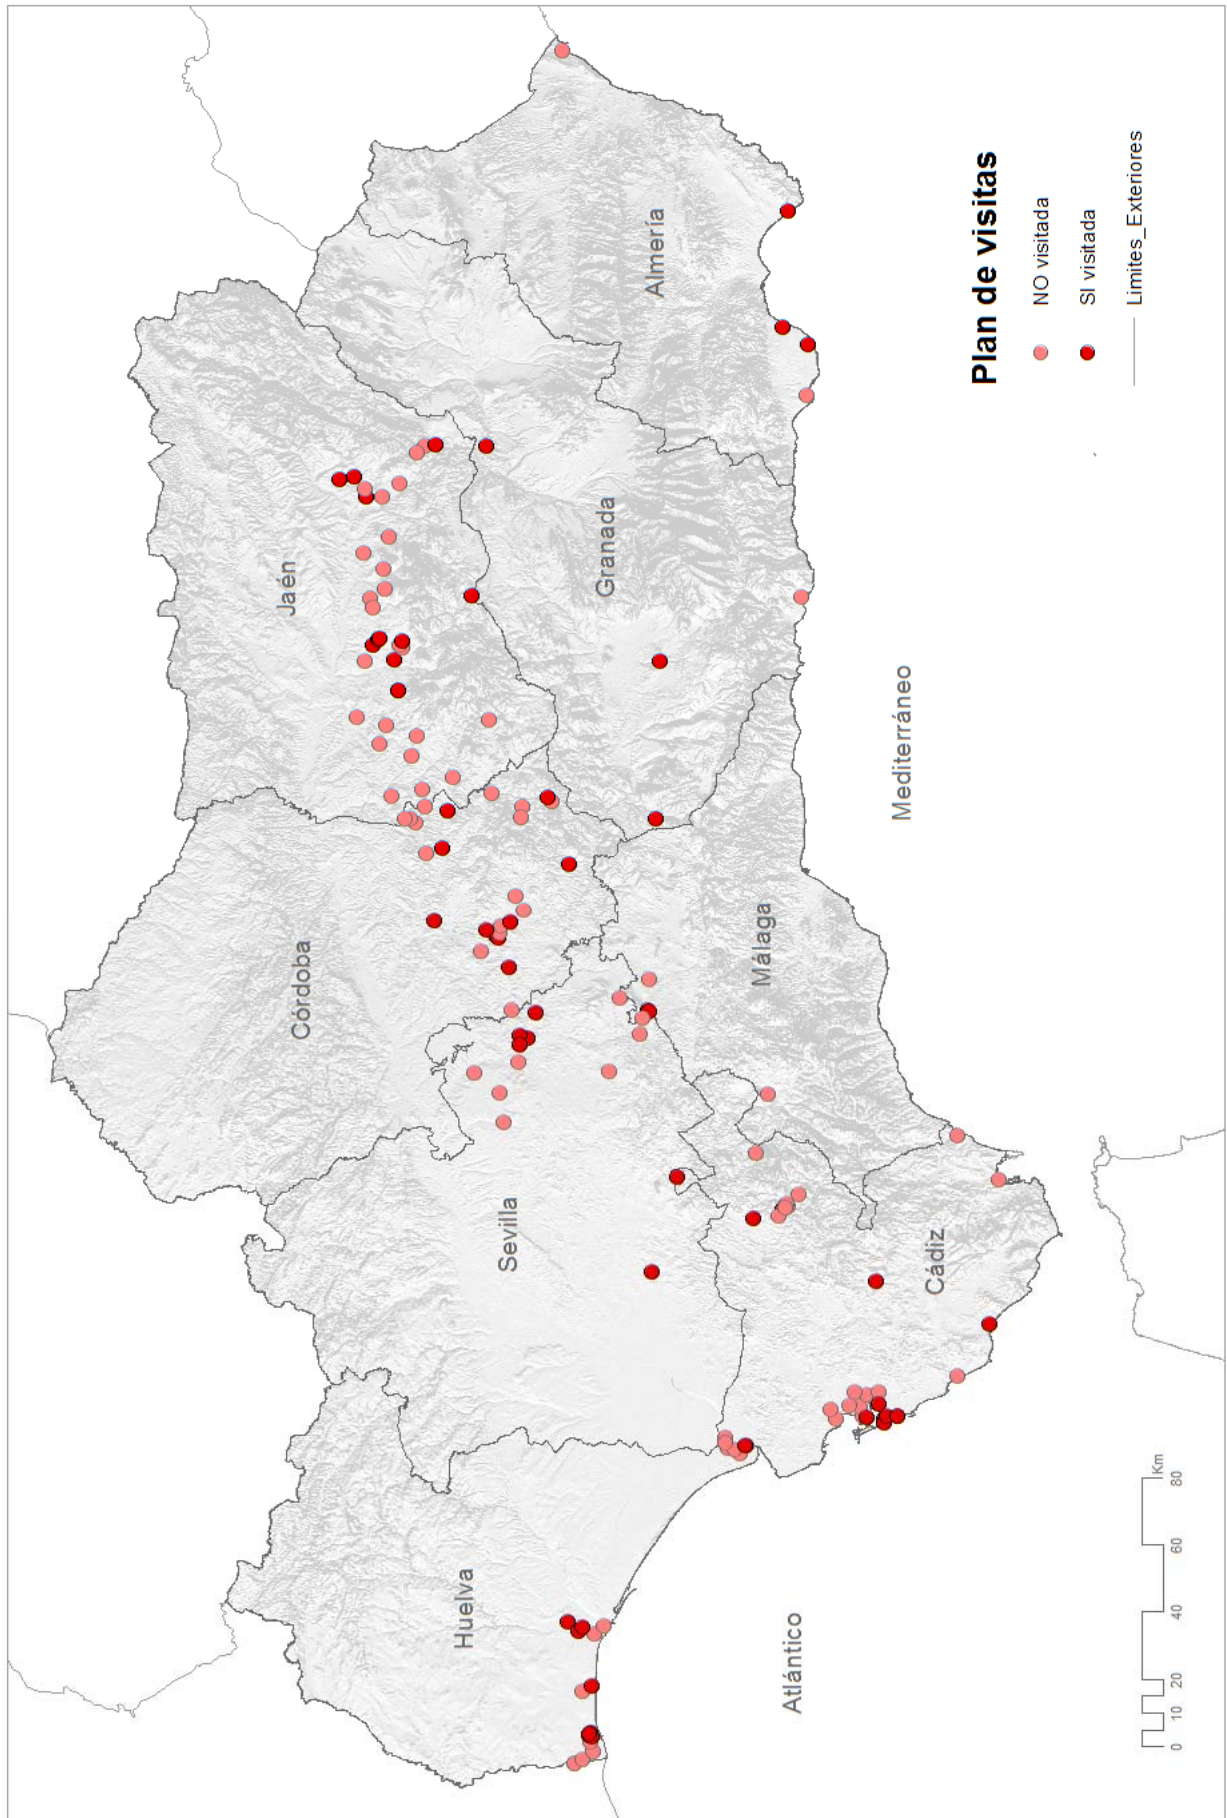 Jaén
Córdoba
Almería
Granada
Sevilla
Huelva
Málaga
Cádiz
Mediterráneo
Atlántico
Plan de visitas
NO visitada
SI visitada
Limites_Exteriores
0 10 20 40 60 80
Km